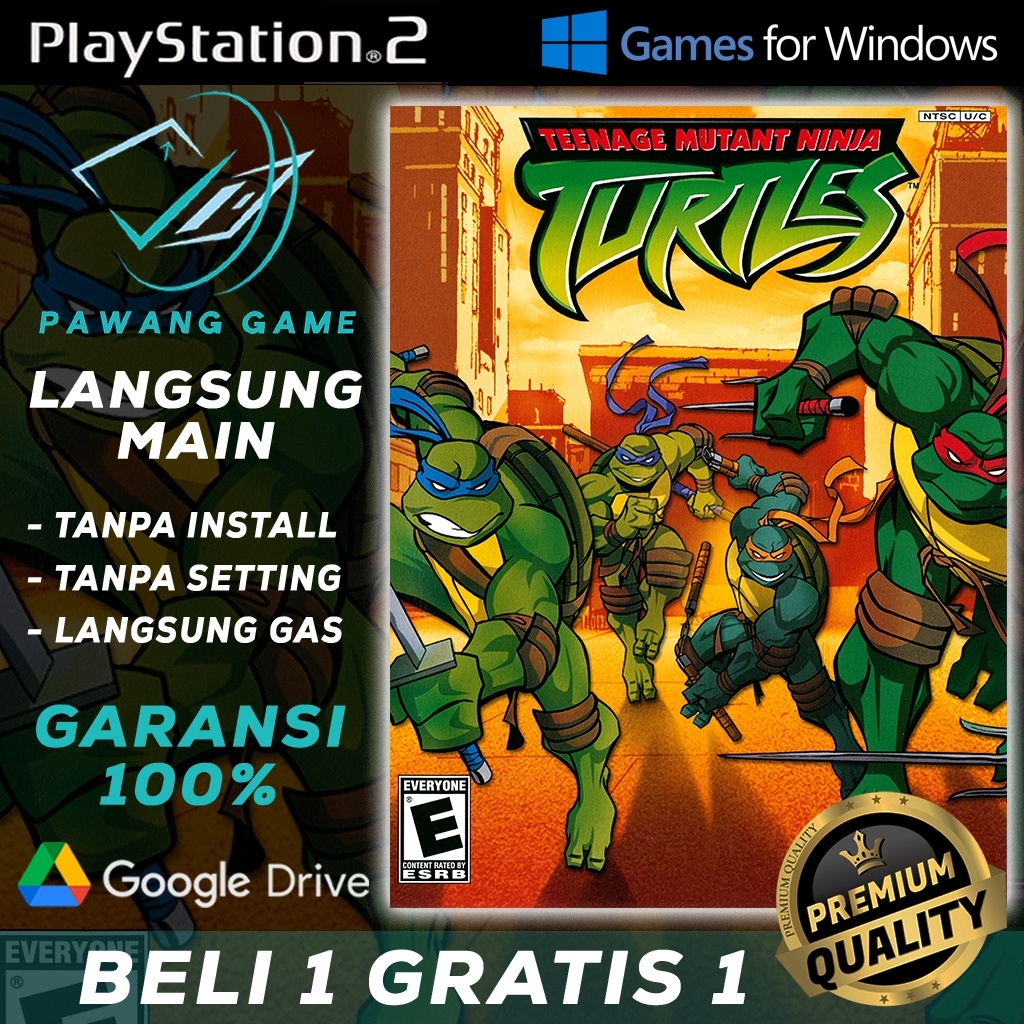 PlayStation®2
Games for Windows
PAWANG GAME
LANGSUNG
MAIN
- TANPA INSTALL
- TANPA SETTING
- LANGSUNG GAS
GARANSI
100%
Google Drive
NTSC U/C
TEENAGE MUTANT NINJA
TURTLES™
EVERYONE
E
®
CONTENT RATED BY
ESRB
PREMIUM QUALITY
PREMIUM
QUALITY
EVERYONE
®
BELI 1 GRATIS 1